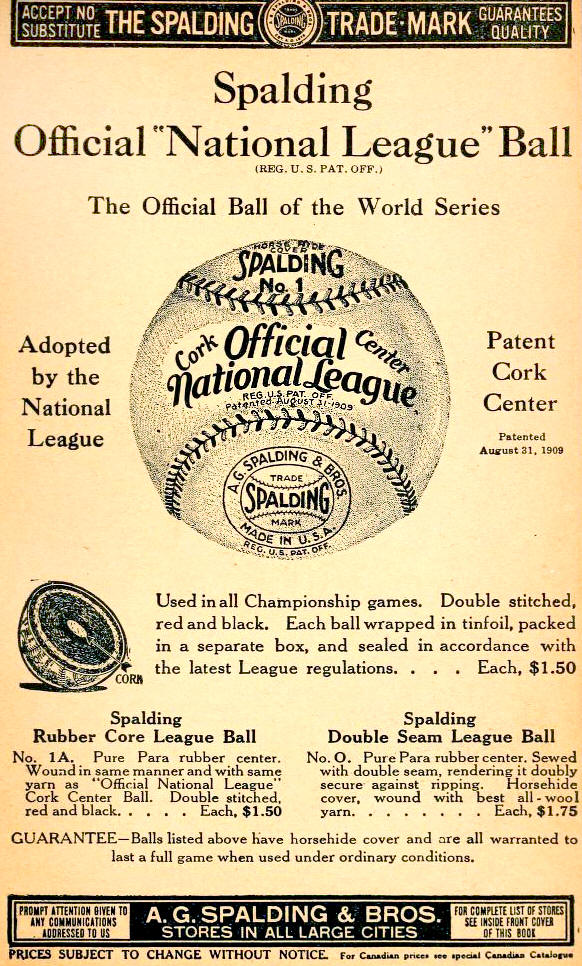 ACCEPT NO
SUBSTITUTE
THE SPALDING
SPALDING
TRADE-MARK
GUARANTEES
QUALITY
Spalding
Official "National League" Ball
(REG. U. S. PAT. OFF.)
The Official Ball of the World Series
HORSE HIDE
COVER
SPALDING
No. 1
Cork Official Center
National League
REG. U.S. PAT. OFF.
Patented August 31-1909
A.G. SPALDING & BROS.
TRADE
SPALDING
MARK
MADE IN U.S.A.
REG. U.S. PAT. OFF.
Adopted
by the
National
League
Patent
Cork
Center
Patented
August 31, 1909
CORK
Used in all Championship games. Double stitched,
red and black. Each ball wrapped in tinfoil, packed
in a separate box, and sealed in accordance with
the latest League regulations. . . . Each, $1.50
Spalding
Rubber Core League Ball
No. 1A. Pure Para rubber center.
Wound in same manner and with same
yarn as "Official National League"
Cork Center Ball. Double stitched,
red and black. . . . . Each, $1.50
Spalding
Double Seam League Ball
No. O. Pure Para rubber center. Sewed
with double seam, rendering it doubly
secure against ripping. Horsehide
cover, wound with best all-wool
yarn. . . . . . . . Each, $1.75
GUARANTEE—Balls listed above have horsehide cover and are all warranted to
last a full game when used under ordinary conditions.
PROMPT ATTENTION GIVEN TO
ANY COMMUNICATIONS
ADDRESSED TO US
A. G. SPALDING & BROS.
STORES IN ALL LARGE CITIES
FOR COMPLETE LIST OF STORES
SEE INSIDE FRONT COVER
OF THIS BOOK
PRICES SUBJECT TO CHANGE WITHOUT NOTICE. For Canadian prices see special Canadian Catalogue